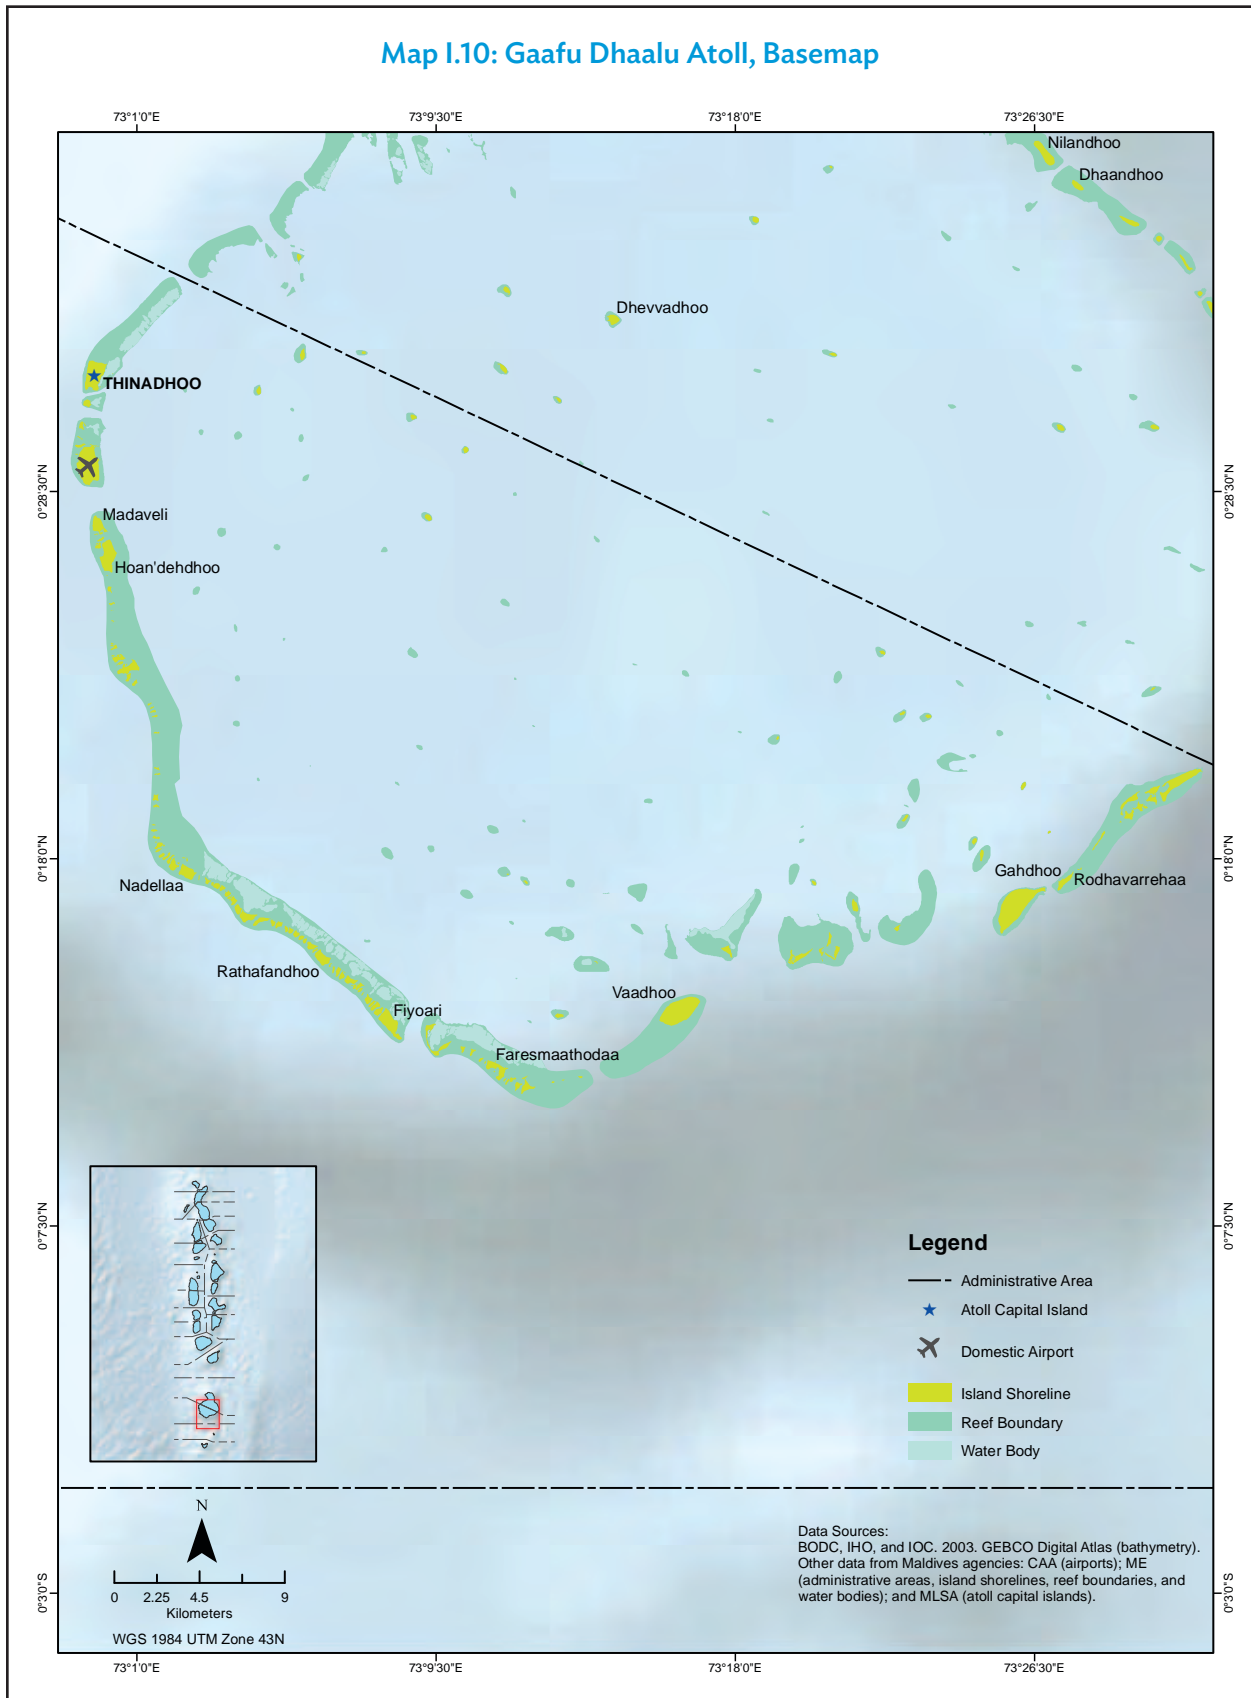 Map I.10: Gaafu Dhaalu Atoll, Basemap
73°1'0"E
73°9'30"E
73°18'0"E
73°26'30"E
Nilandhoo
Dhaandhoo
Dhevvadhoo
THINADHOO
0°28'30"N
0°28'30"N
Madaveli
Hoan'dehdhoo
0°18'0"N
0°18'0"N
Nadellaa
Gahdhoo
Rodhavarrehaa
Rathafandhoo
Vaadhoo
Fiyoari
Faresmaathodaa
0°7'30"N
0°7'30"N
Legend
Administrative Area
Atoll Capital Island
Domestic Airport
Island Shoreline
Reef Boundary
Water Body
N
0 2.25 4.5 9
Kilometers
WGS 1984 UTM Zone 43N
Data Sources:
BODC, IHO, and IOC. 2003. GEBCO Digital Atlas (bathymetry).
Other data from Maldives agencies: CAA (airports); ME
(administrative areas, island shorelines, reef boundaries, and
water bodies); and MLSA (atoll capital islands).
0°3'0"S
0°3'0"S
73°1'0"E
73°9'30"E
73°18'0"E
73°26'30"E